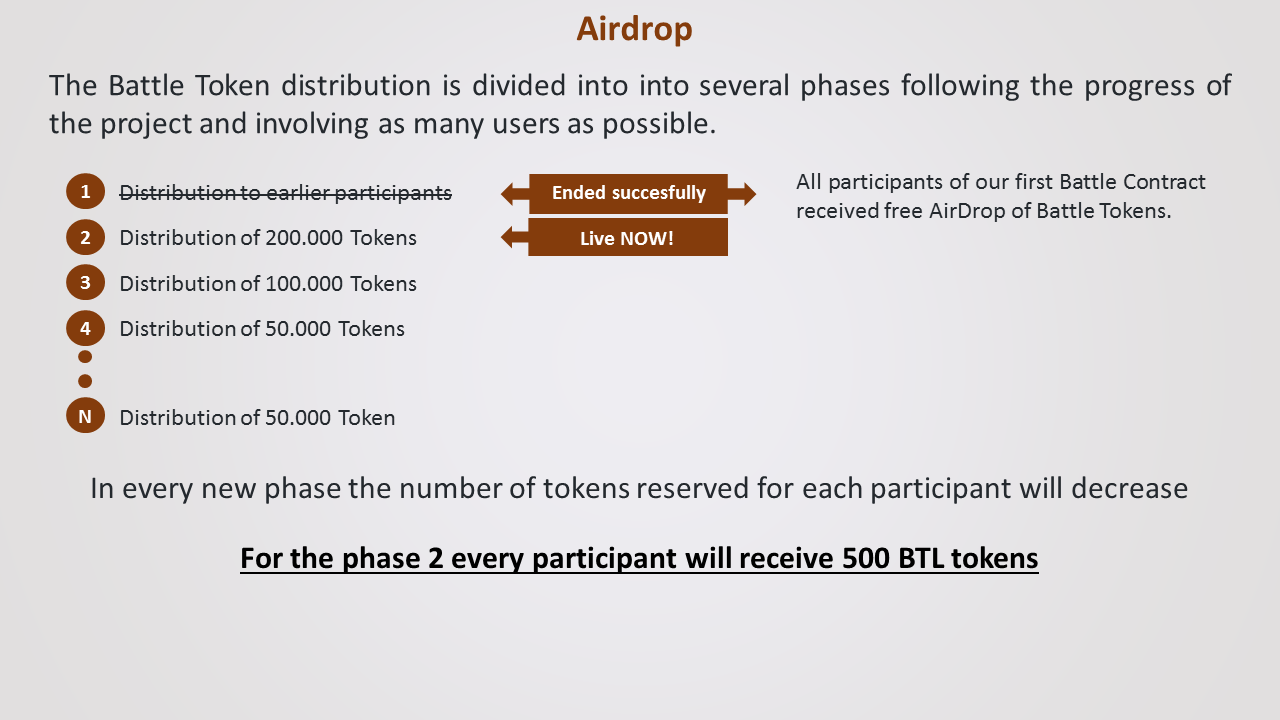 Airdrop
The Battle Token distribution is divided into into several phases following the progress of
the project and involving as many users as possible.
1 Distribution to earlier participants Ended succesfully All participants of our first Battle Contract
received free AirDrop of Battle Tokens.
2 Distribution of 200.000 Tokens Live NOW!
3 Distribution of 100.000 Tokens
4 Distribution of 50.000 Tokens
N Distribution of 50.000 Token
In every new phase the number of tokens reserved for each participant will decrease
For the phase 2 every participant will receive 500 BTL tokens